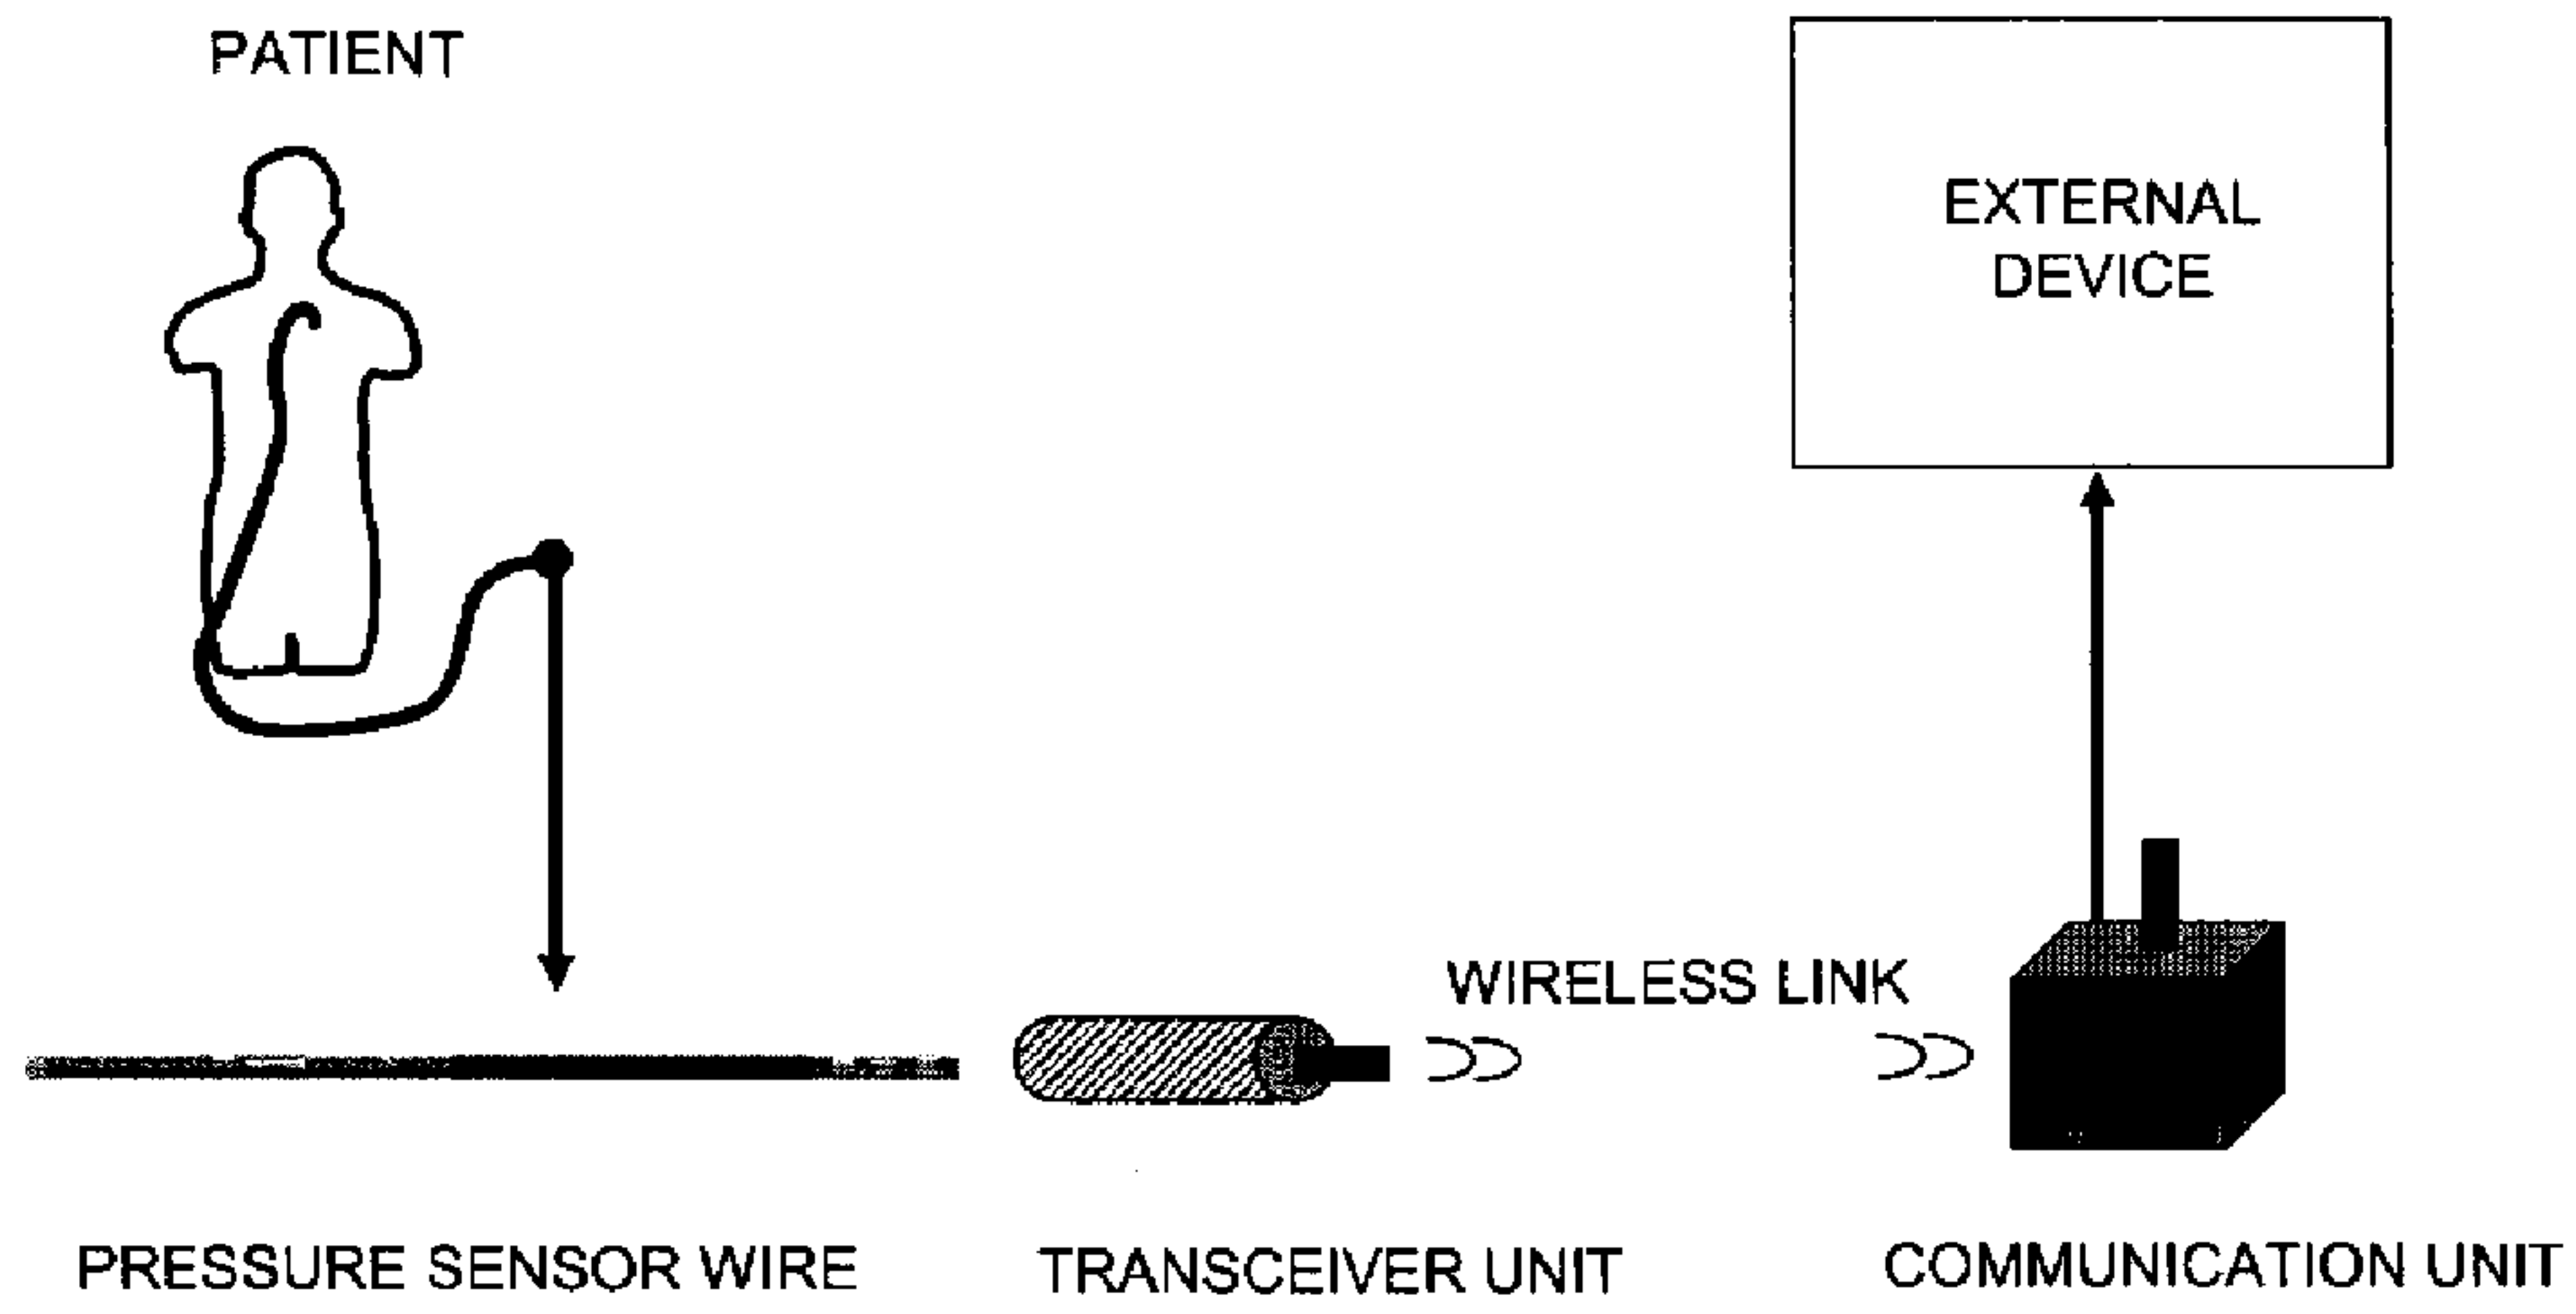 PATIENT
EXTERNAL
DEVICE
WIRELESS LINK
PRESSURE SENSOR WIRE
TRANSCEIVER UNIT
COMMUNICATION UNIT